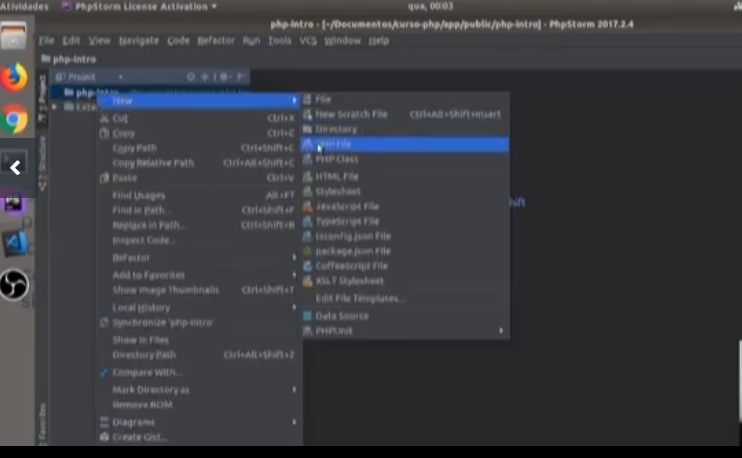 Atividades
PhpStorm License Activation
qua, 00:03
php-intro - [~/Documentos/curso-php/app/public/php-intro] - PhpStorm 2017.2.4
File Edit View Navigate Code Refactor Run Tools VCS Window Help
php-intro
Project
php-intro
Exte
New
Cut Ctrl+X
Copy Ctrl+C
Copy Path Ctrl+Shift+C
Copy Relative Path Ctrl+Alt+Shift+C
Paste Ctrl+V
Find Usages Alt+F7
Find in Path... Ctrl+Shift+F
Replace in Path... Ctrl+Shift+R
Inspect Code...
Refactor
Add to Favorites
Show Image Thumbnails Ctrl+Shift+T
Local History
Synchronize 'php-intro'
Show in Files
Directory Path Ctrl+Alt+Shift+2
Compare With...
Mark Directory as
Remove BOM
Diagrams
Create Gist...
File
New Scratch File Ctrl+Alt+Shift+Insert
Directory
PHP File
PHP Class
HTML File
Stylesheet
JavaScript File
TypeScript File
tsconfig.json File
package.json File
CoffeeScript File
XSLT Stylesheet
Edit File Templates...
Data Source
PHPUnit
hift
Structure
Favorites